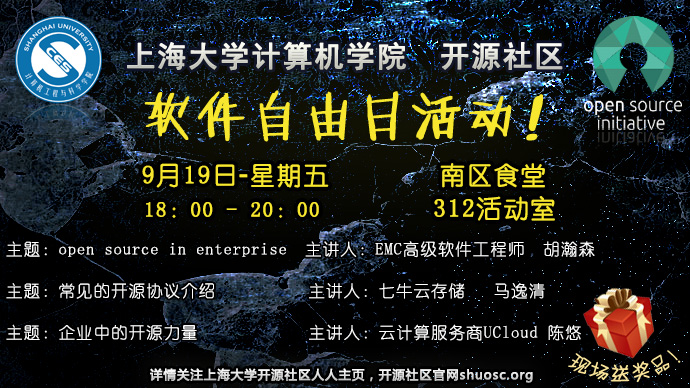 SHANGHAI UNIVERSITY
CES
计算机工程与科学学院
上海大学计算机学院 开源社区
open source
initiative
软件自由日活动!
9月19日-星期五 南区食堂
18：00 - 20：00 312活动室
主题：open source in enterprise 主讲人：EMC高级软件工程师 胡瀚森
主题：常见的开源协议介绍 主讲人：七牛云存储 马逸清
主题：企业中的开源力量 主讲人：云计算服务商UCloud 陈悠
现场送奖品！
详情关注上海大学开源社区人人主页，开源社区官网shuosc.org